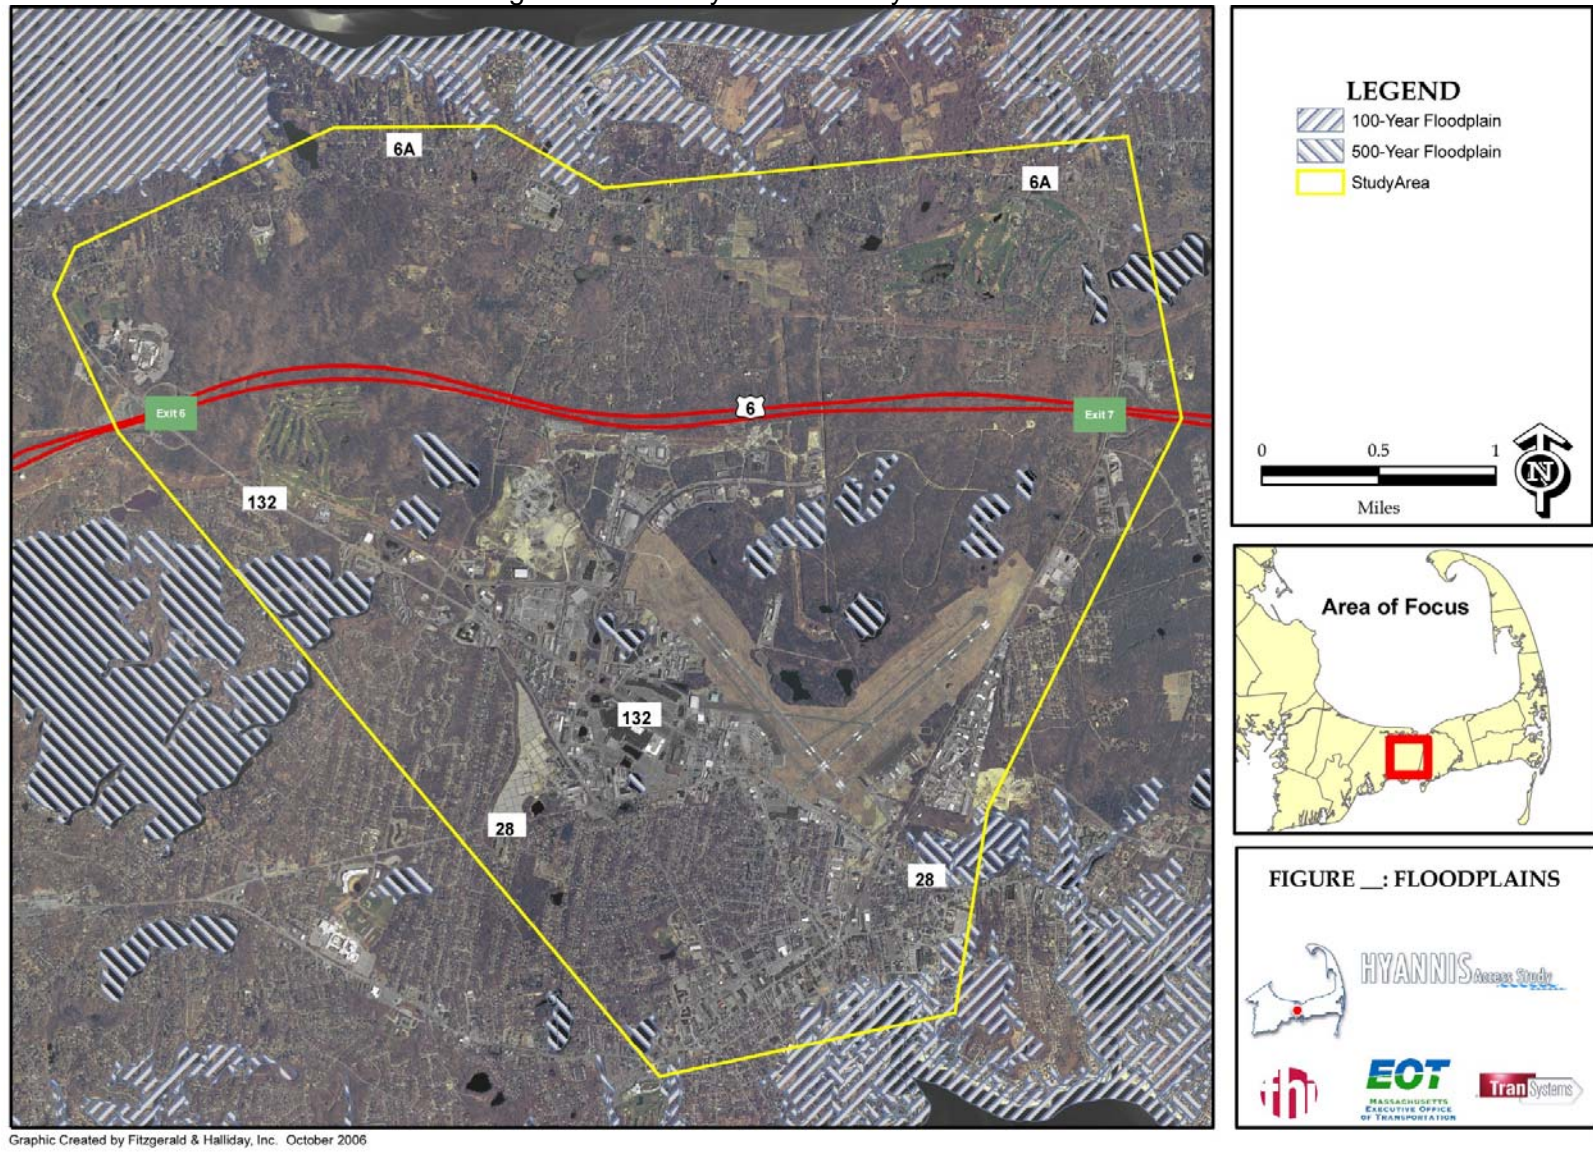 6A
6A
Exit 6
6
Exit 7
132
132
28
28
LEGEND
100-Year Floodplain
500-Year Floodplain
StudyArea
0 0.5 1
Miles
N
Area of Focus
FIGURE __: FLOODPLAINS
HYANNIS Access Study
fhi
EOT
MASSACHUSETTS
EXECUTIVE OFFICE
OF TRANSPORTATION
TranSystems
Graphic Created by Fitzgerald & Halliday, Inc. October 2006